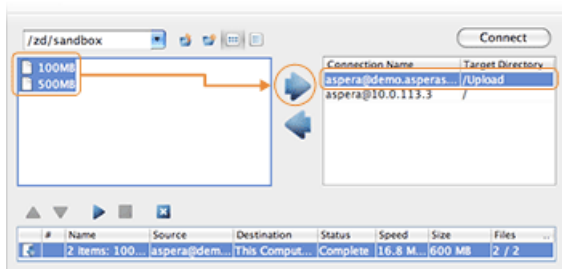 /zd/sandbox
Connect
100MB
500MB
Connection Name Target Directory
aspera@demo.asperas... /Upload
aspera@10.0.113.3 /
# Name Source Destination Status Speed Size Files ..
2 items: 100... aspera@dem... This Comput... Complete 16.8 M... 600 MB 2 / 2